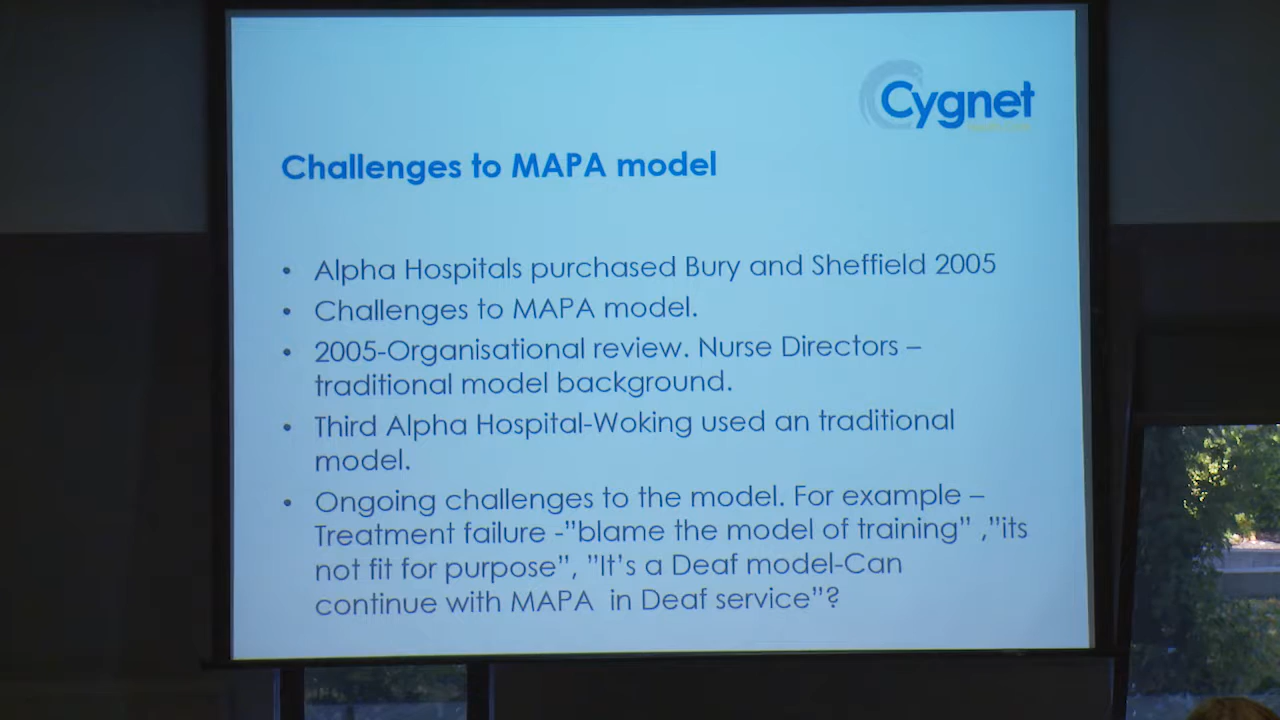 Cygnet
Challenges to MAPA model
• Alpha Hospitals purchased Bury and Sheffield 2005
• Challenges to MAPA model.
• 2005-Organisational review. Nurse Directors –
traditional model background.
• Third Alpha Hospital-Woking used an traditional
model.
• Ongoing challenges to the model. For example –
Treatment failure -”blame the model of training” ,”its
not fit for purpose”, ”It’s a Deaf model-Can
continue with MAPA  in Deaf service”?